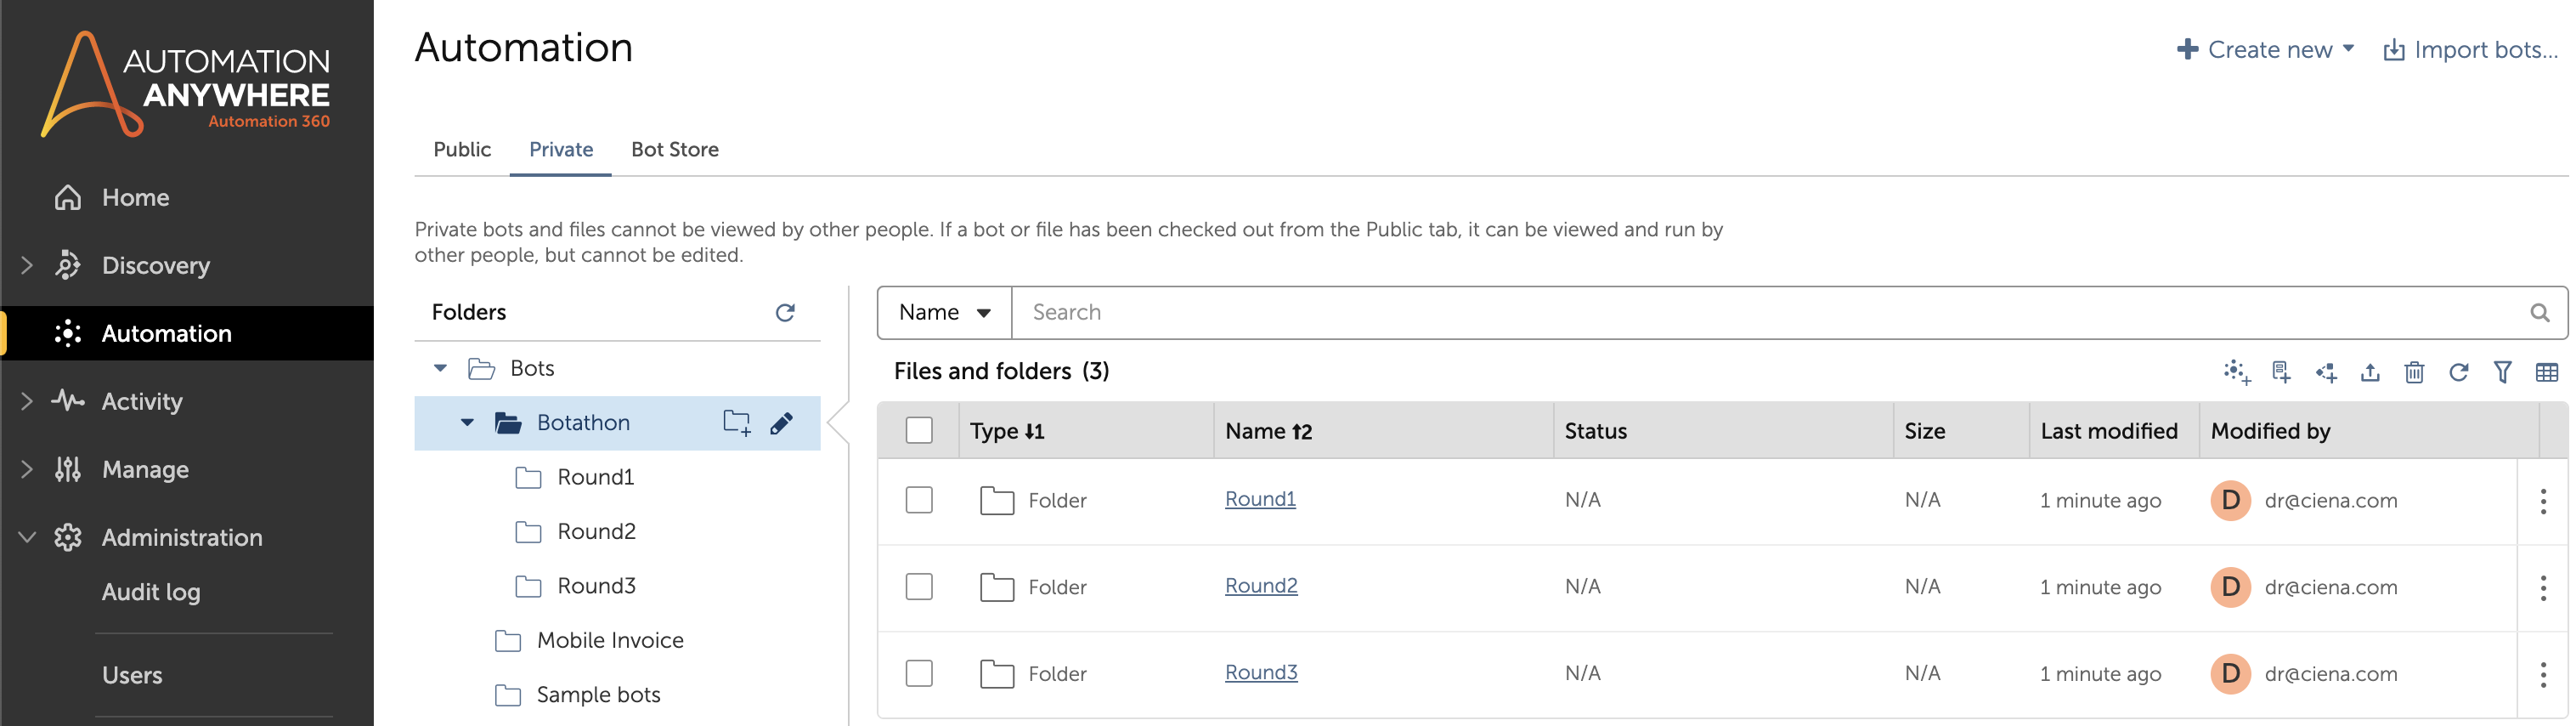 AUTOMATION
ANYWHERE
Automation 360
Home
Discovery
Automation
Activity
Manage
Administration
Audit log
Users
Automation
Create new
Import bots...
Public Private Bot Store
Private bots and files cannot be viewed by other people. If a bot or file has been checked out from the Public tab, it can be viewed and run by
other people, but cannot be edited.
Folders
Bots
Botathon
Round1
Round2
Round3
Mobile Invoice
Sample bots
Name Search
Files and folders (3)
Type 1 Name 2 Status Size Last modified Modified by
Folder Round1 N/A N/A 1 minute ago D dr@ciena.com
Folder Round2 N/A N/A 1 minute ago D dr@ciena.com
Folder Round3 N/A N/A 1 minute ago D dr@ciena.com